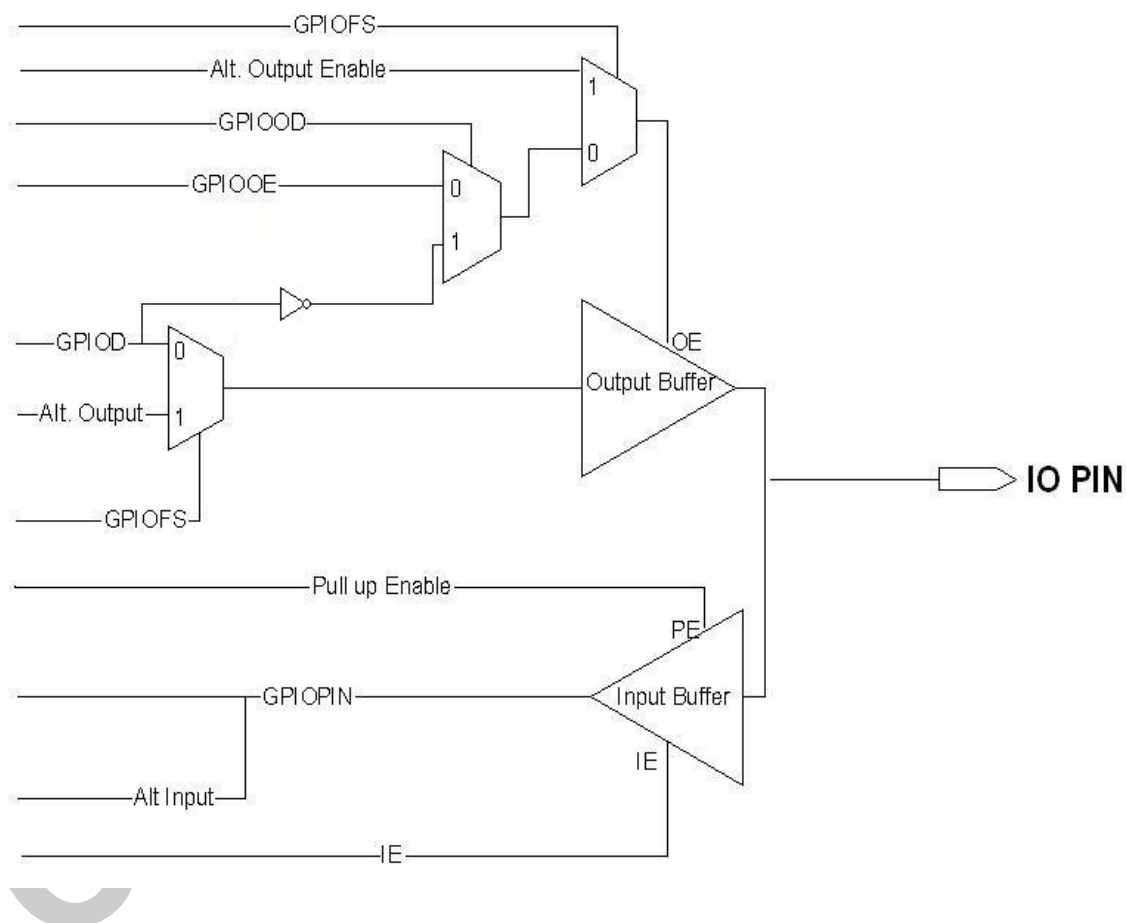 GPIOFS
Alt. Output Enable
1
GPIOOD
0
GPIOOE
0
1
GPIOD
0
OE
Output Buffer
Alt. Output
1
IO PIN
GPIOFS
Pull up Enable
PE
GPIOPIN
Input Buffer
IE
Alt Input
IE